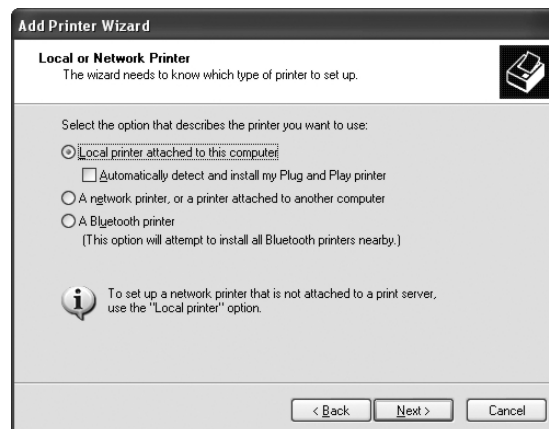 Add Printer Wizard
Local or Network Printer
The wizard needs to know which type of printer to set up.
Select the option that describes the printer you want to use:
Local printer attached to this computer
Automatically detect and install my Plug and Play printer
A network printer, or a printer attached to another computer
A Bluetooth printer
(This option will attempt to install all Bluetooth printers nearby.)
To set up a network printer that is not attached to a print server,
use the "Local printer" option.
< Back
Next >
Cancel